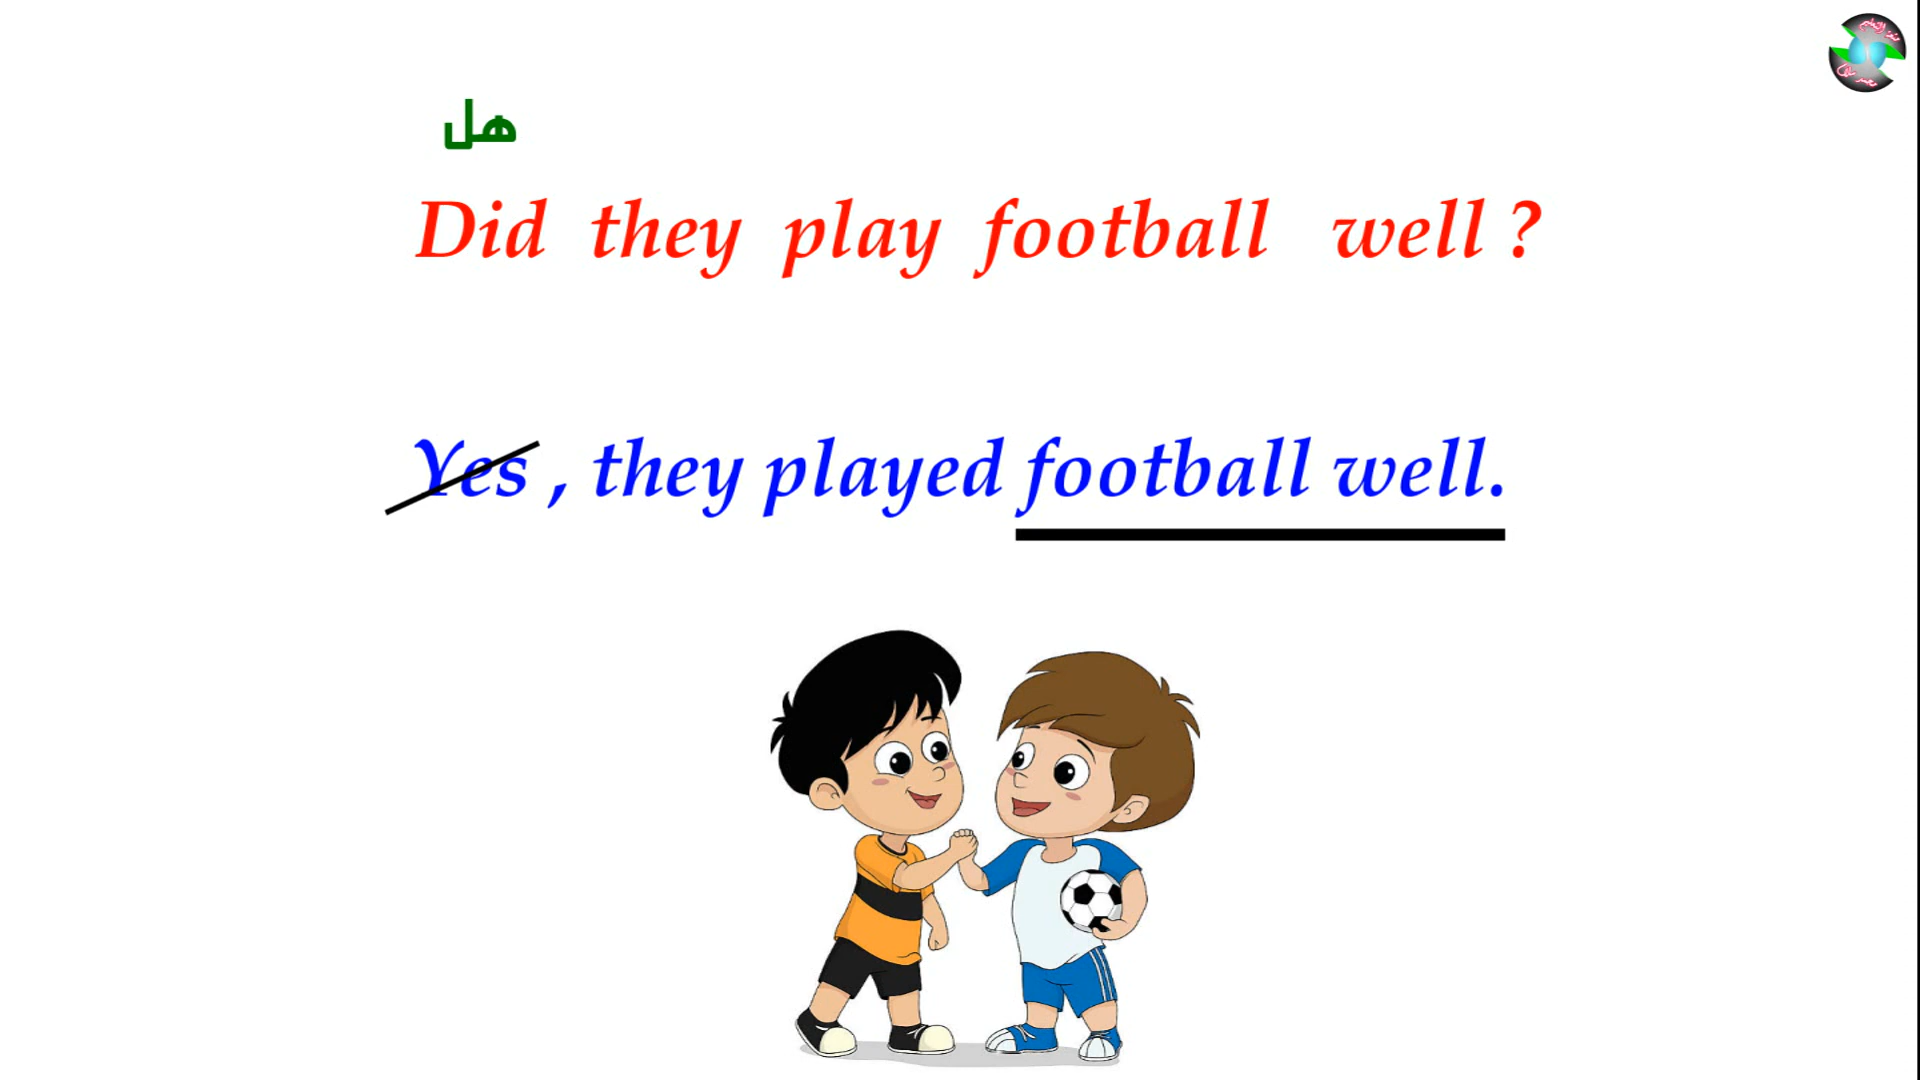 هل
Did they play football well ?
Yes , they played football well.